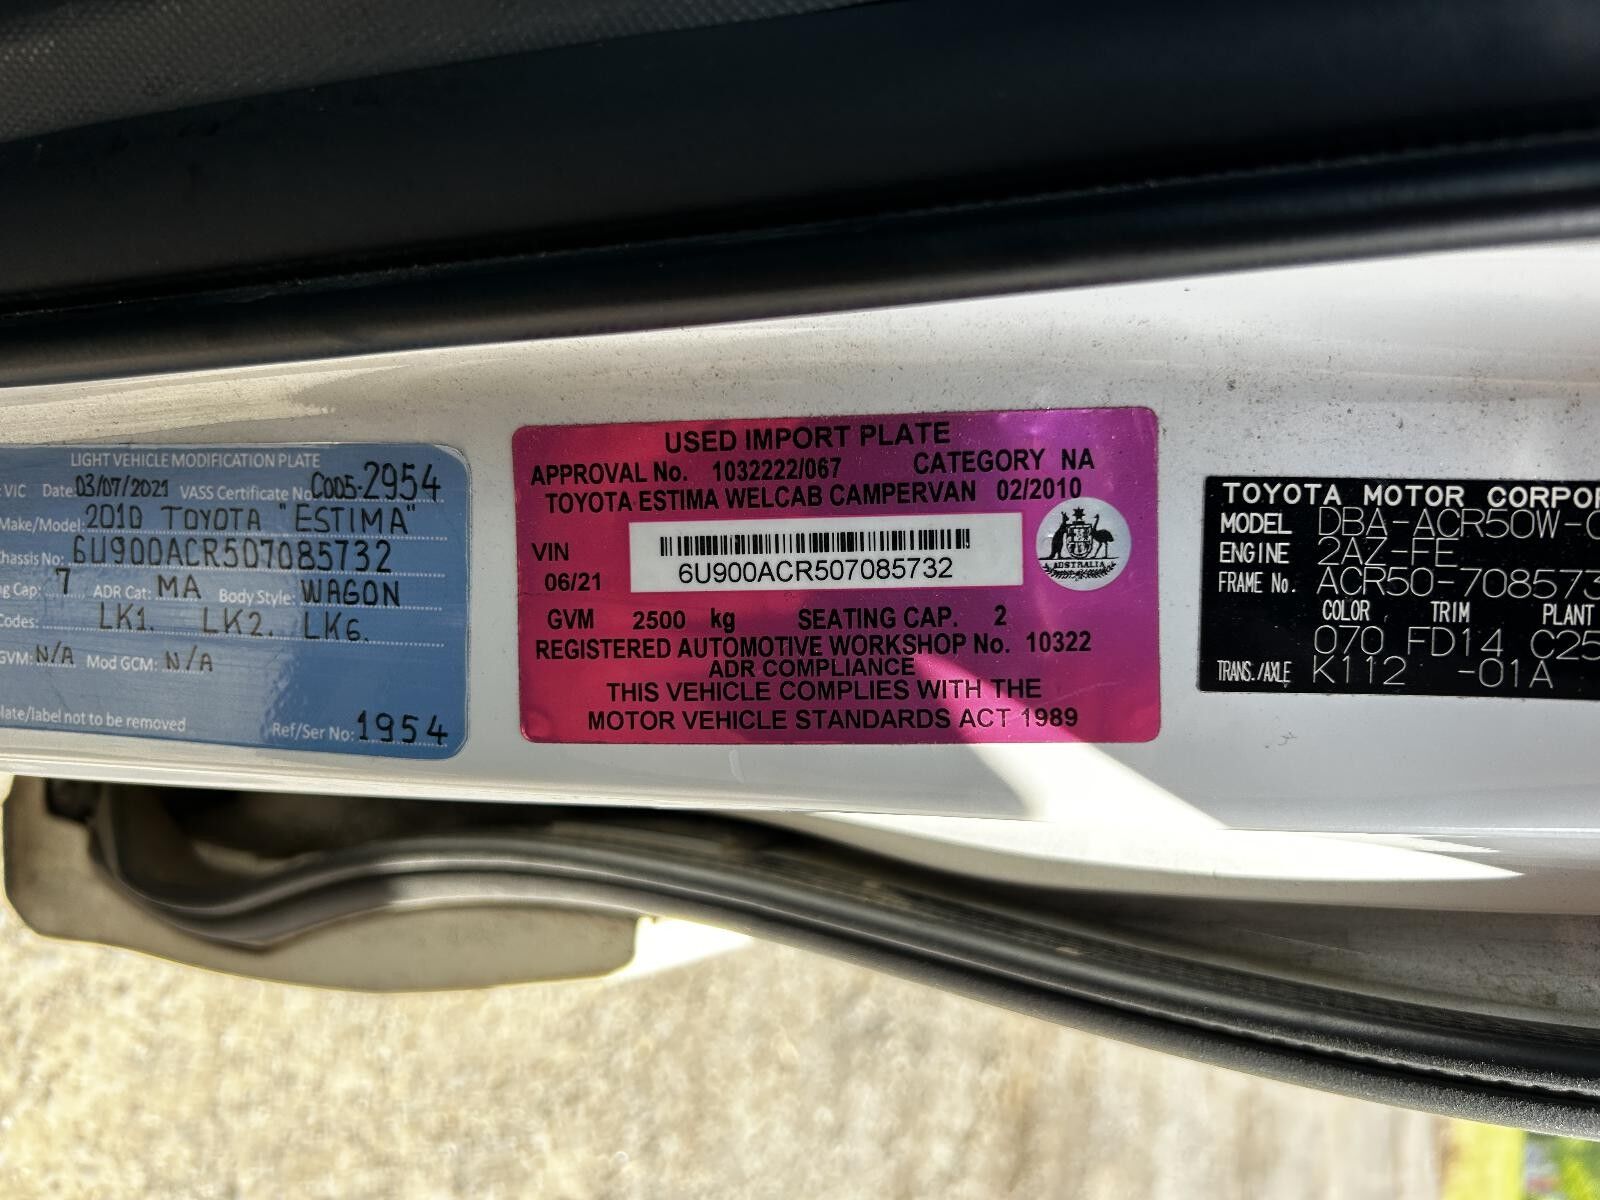 LIGHT VEHICLE MODIFICATION PLATE
VIC Date: 03/07/2021 VASS Certificate No: C005-2954
Make/Model: 2010 TOYOTA "ESTIMA"
Chassis No: 6U900ACR507085732
Cap: 7 ADR Cat: MA Body Style: WAGON
Codes: LK1. LK2. LK6.
GVM: N/A Mod GCM: N/A
late/label not to be removed
Ref/Ser No: 1954
USED IMPORT PLATE
APPROVAL No. 1032222/067 CATEGORY NA
TOYOTA ESTIMA WELCAB CAMPERVAN 02/2010
VIN
06/21
6U900ACR507085732
AUSTRALIA
GVM 2500 kg SEATING CAP. 2
REGISTERED AUTOMOTIVE WORKSHOP No. 10322
ADR COMPLIANCE
THIS VEHICLE COMPLIES WITH THE
MOTOR VEHICLE STANDARDS ACT 1989
TOYOTA MOTOR CORPOR
MODEL DBA-ACR50W-
ENGINE 2AZ-FE
FRAME No. ACR50-708573
COLOR TRIM PLANT
070 FD14 C25
TRANS./AXLE K112 -01A